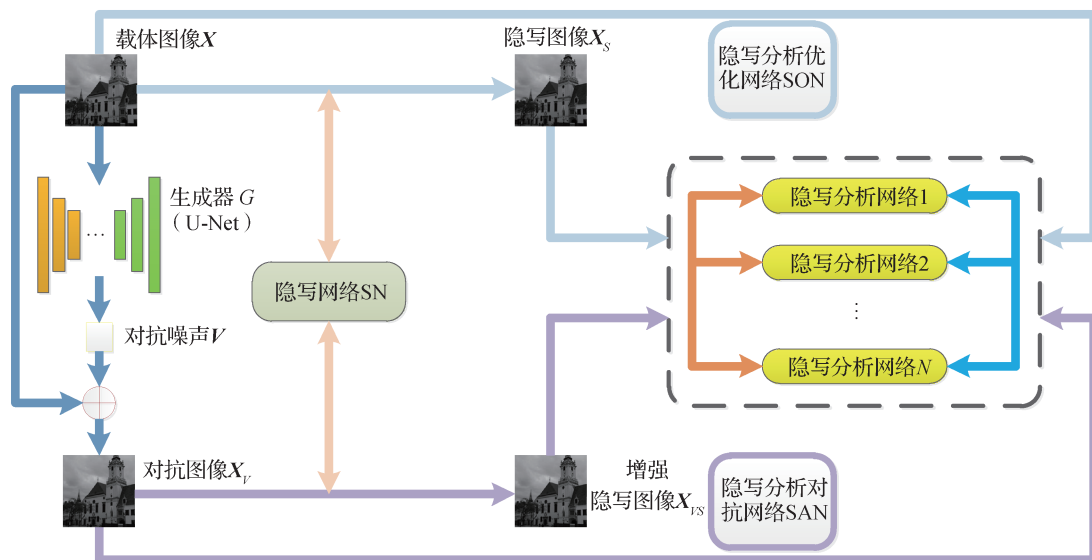 载体图像X
隐写图像X_S
隐写分析优
化网络SON
生成器 G
（U-Net）
...
隐写分析网络1
隐写分析网络2
...
隐写分析网络N
隐写网络SN
对抗噪声V
对抗图像X_V
增强
隐写图像X_VS
隐写分析对
抗网络SAN